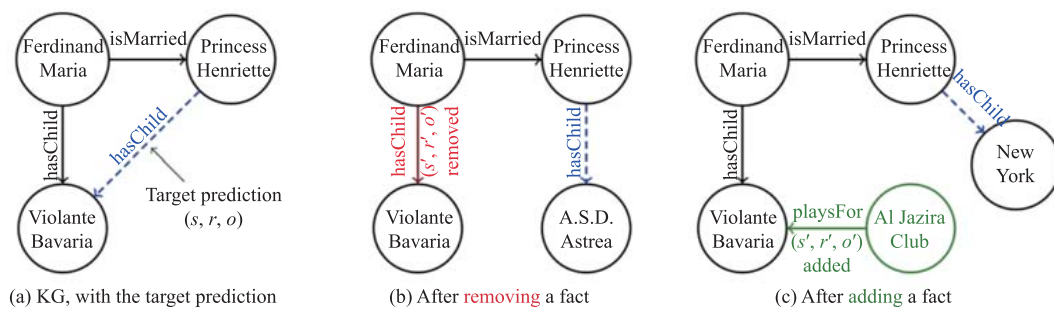 Ferdinand
Maria
isMarried
Princess
Henriette
hasChild
hasChild
Target prediction
(s, r, o)
Violante
Bavaria
(a) KG, with the target prediction
Ferdinand
Maria
isMarried
Princess
Henriette
hasChild
(s′, r′, o′)
removed
hasChild
Violante
Bavaria
A.S.D.
Astrea
(b) After removing a fact
Ferdinand
Maria
isMarried
Princess
Henriette
hasChild
hasChild
New
York
Violante
Bavaria
playsFor
(s′, r′, o′)
added
Al Jazira
Club
(c) After adding a fact